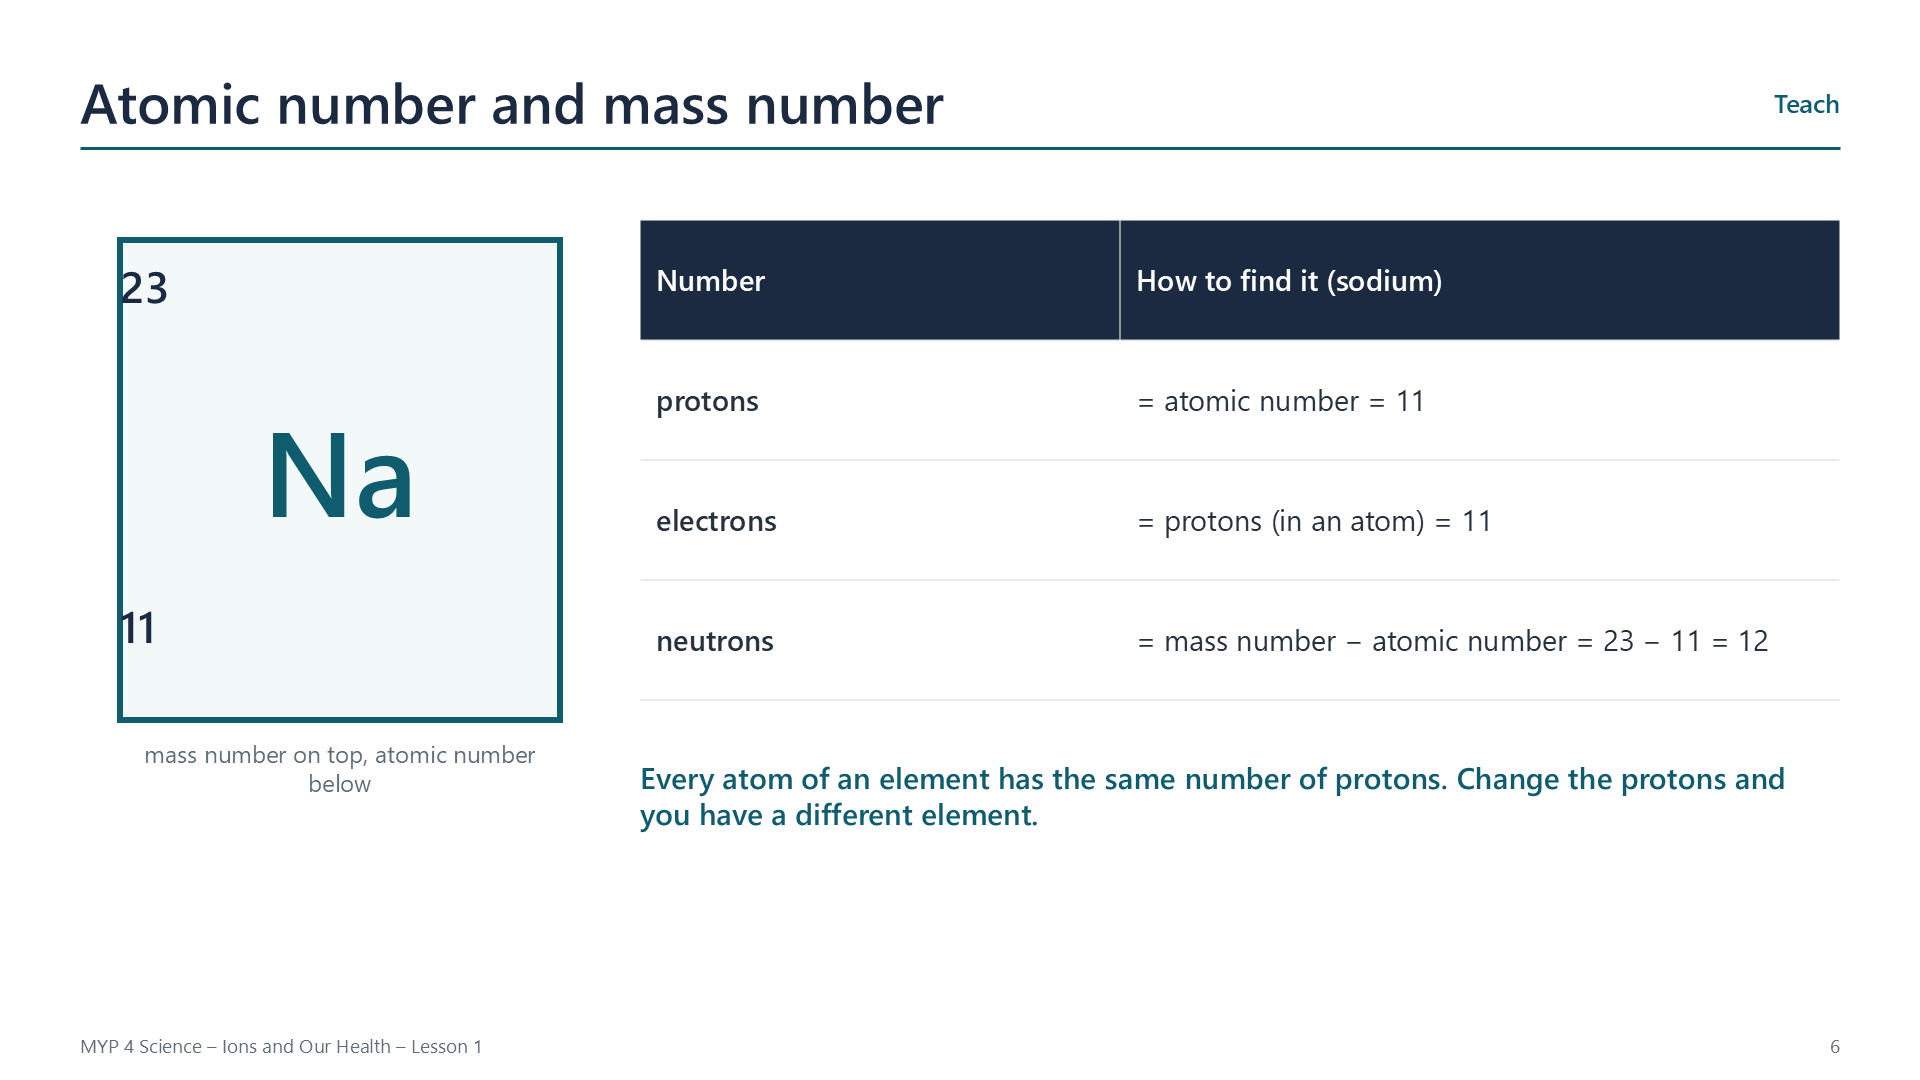 Atomic number and mass number
Teach
23
Na
11
mass number on top, atomic number
below
Number How to find it (sodium)
protons = atomic number = 11
electrons = protons (in an atom) = 11
neutrons = mass number − atomic number = 23 − 11 = 12
Every atom of an element has the same number of protons. Change the protons and
you have a different element.
MYP 4 Science – Ions and Our Health – Lesson 1
6